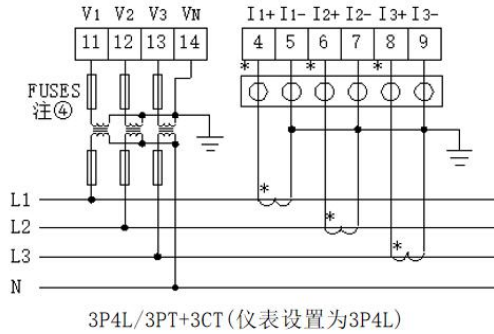 V1 V2 V3 VN I1+ I1- I2+ I2- I3+ I3-
11 12 13 14 4 5 6 7 8 9
* * *
FUSES
注④
*
L1
*
L2
*
L3
N
3P4L/3PT+3CT(仪表设置为3P4L)